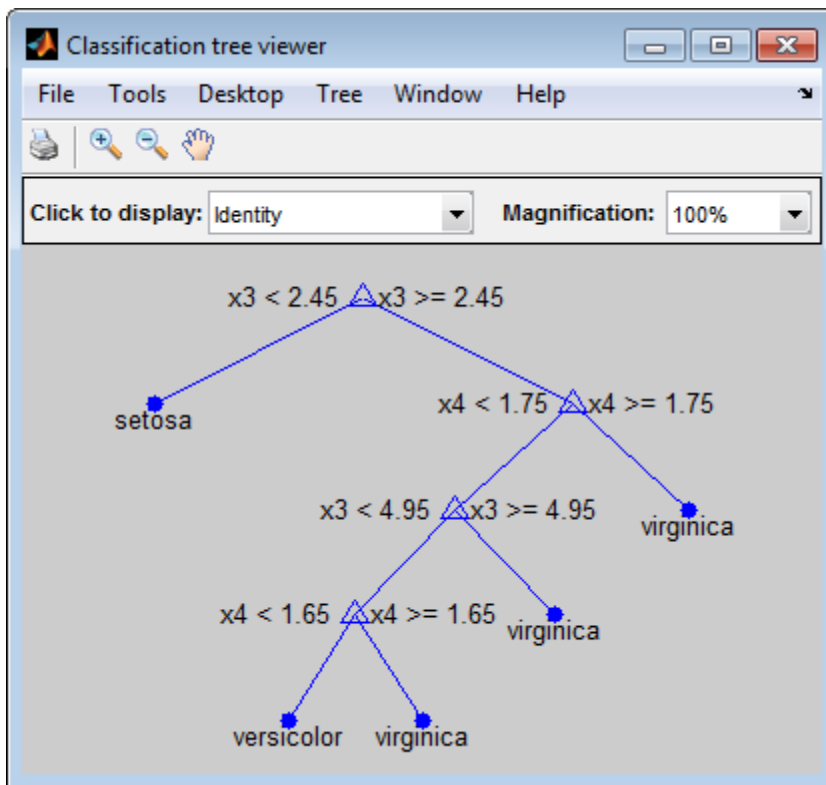 Classification tree viewer
File Tools Desktop Tree Window Help
Click to display: Identity Magnification: 100%
x3 < 2.45 x3 >= 2.45
setosa
x4 < 1.75 x4 >= 1.75
x3 < 4.95 x3 >= 4.95
virginica
x4 < 1.65 x4 >= 1.65
virginica
versicolor virginica